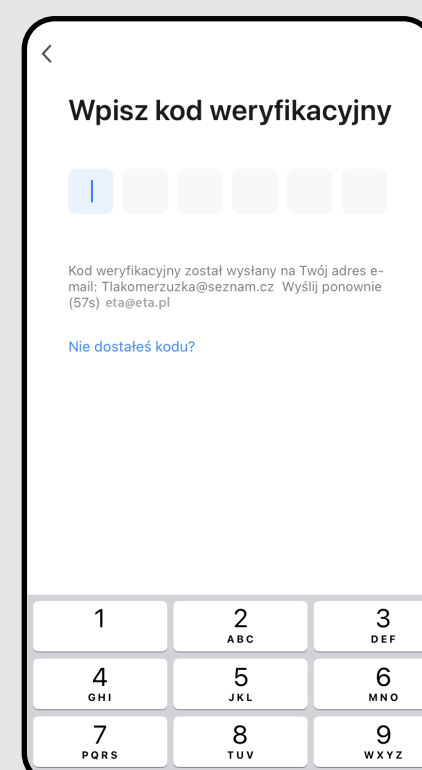 Wpisz kod weryfikacyjny
Kod weryfikacyjny został wysłany na Twój adres e-
mail: Tlakomerzuzka@seznam.cz Wyślij ponownie
(57s) eta@eta.pl
Nie dostałeś kodu?
1 2 3
ABC DEF
4 5 6
GHI JKL MNO
7 8 9
PQRS TUV WXYZ